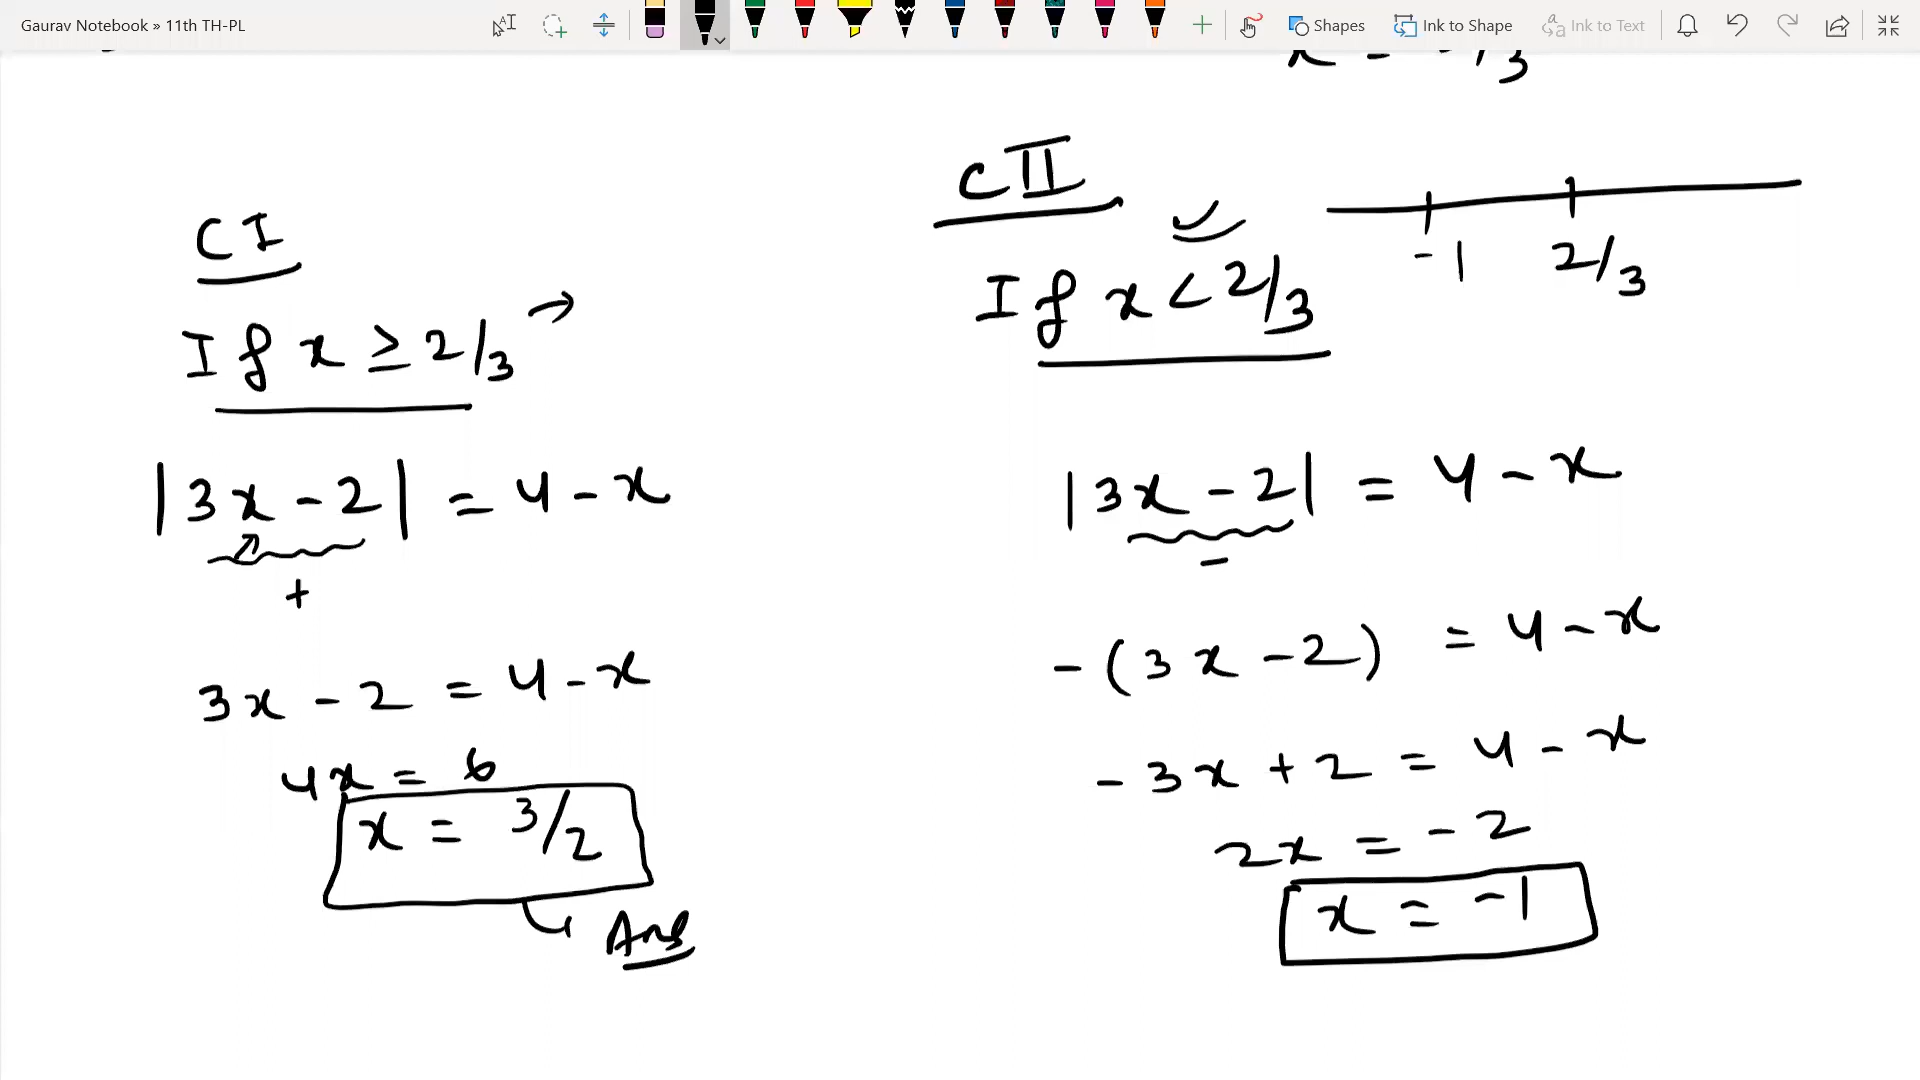 Gaurav Notebook » 11th TH-PL
Shapes
Ink to Shape
Ink to Text
CI
If x ≥ 2/3 →
|3x - 2| = 4 - x
+
3x - 2 = 4 - x
4x = 6
x = 3/2
Ans
CII
If x < 2/3
-1 2/3
|3x - 2| = 4 - x
-
-(3x - 2) = 4 - x
-3x + 2 = 4 - x
2x = -2
x = -1